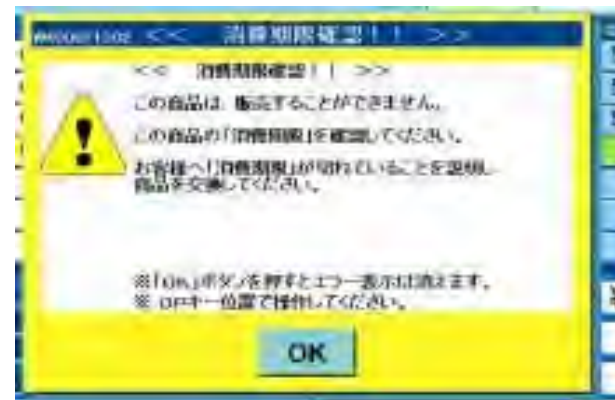 << 消費期限確認!! >>
<< 消費期限確認!! >>
この商品は、販売することができません。
この商品の「消費期限」を確認してください。
お客様へ「消費期限」が切れていることを説明し、
商品を交換してください。
※「OK」ボタンを押すとエラー表示は消えます。
※ OPキー位置で操作してください。
OK